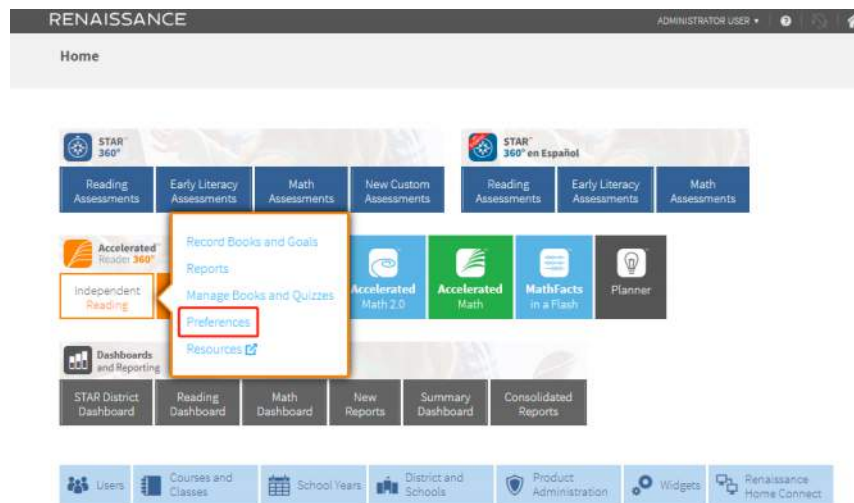 RENAISSANCE
ADMINISTRATOR USER
Home
STAR™
360°
STAR™
360° en Español
Reading
Assessments
Early Literacy
Assessments
Math
Assessments
New Custom
Assessments
Reading
Assessments
Early Literacy
Assessments
Math
Assessments
Accelerated
Reader 360°
Independent
Reading
Record Books and Goals
Reports
Manage Books and Quizzes
Preferences
Resources
Accelerated
Math 2.0
Accelerated
Math
MathFacts
in a Flash
Planner
Dashboards
and Reporting
STAR District
Dashboard
Reading
Dashboard
Math
Dashboard
New
Reports
Summary
Dashboard
Consolidated
Reports
Users
Courses and
Classes
School Years
District and
Schools
Product
Administration
Widgets
Renaissance
Home Connect